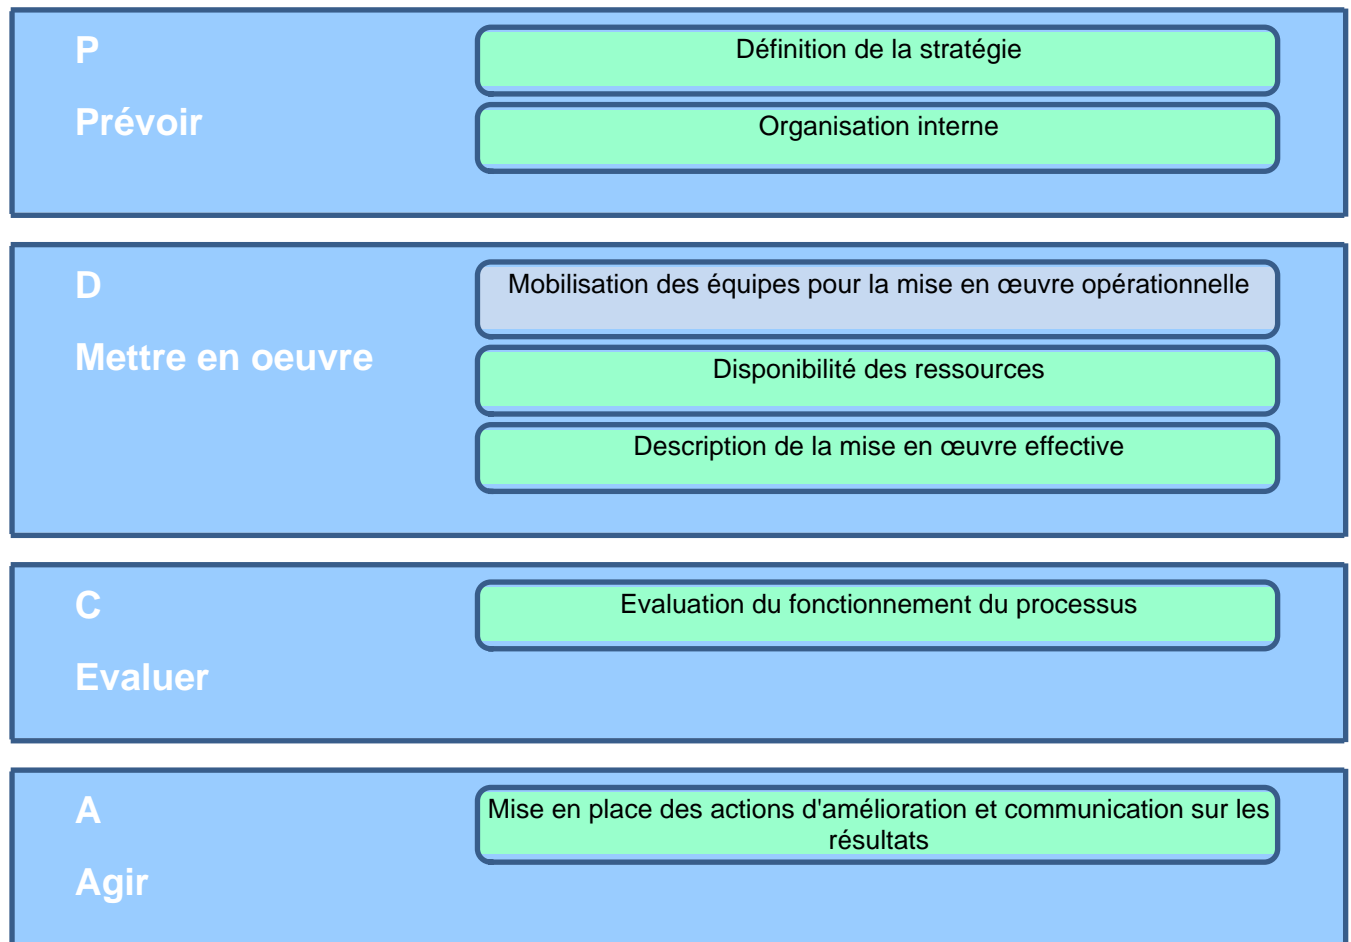 P
Prévoir
Définition de la stratégie
Organisation interne
D
Mettre en oeuvre
Mobilisation des équipes pour la mise en œuvre opérationnelle
Disponibilité des ressources
Description de la mise en œuvre effective
C
Evaluer
Evaluation du fonctionnement du processus
A
Agir
Mise en place des actions d'amélioration et communication sur les
résultats